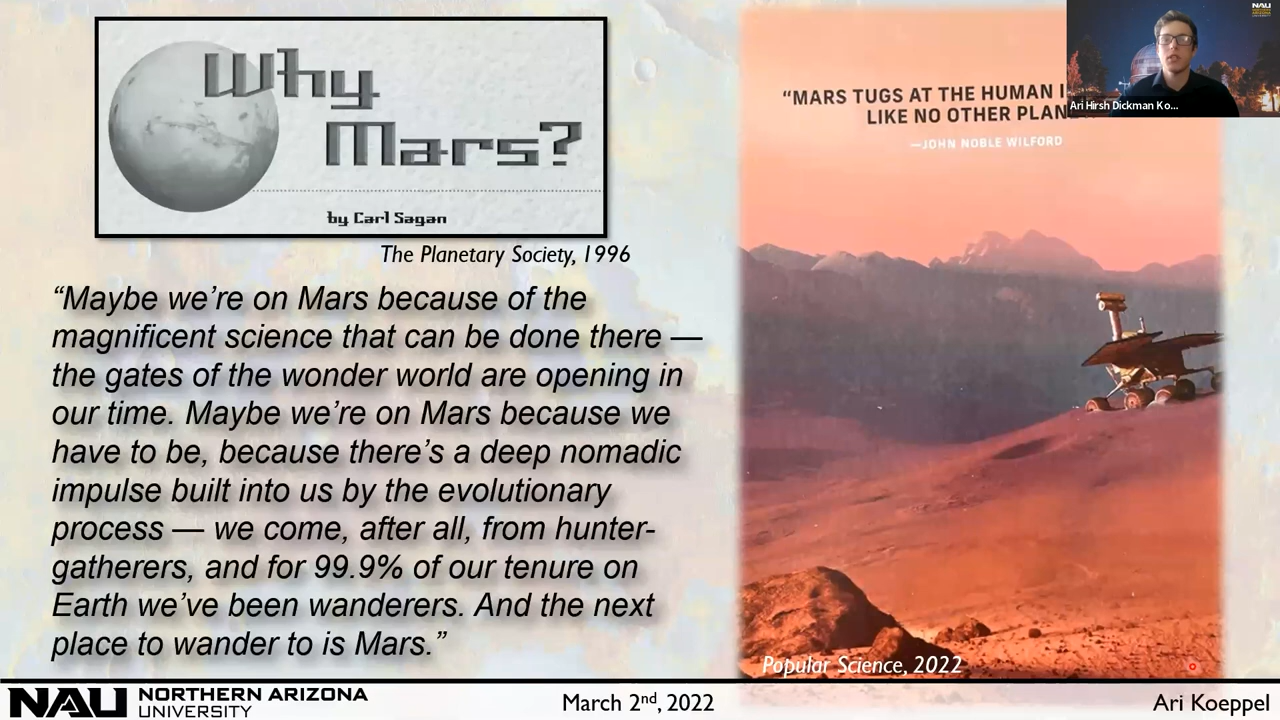 Why
Mars?
by Carl Sagan
The Planetary Society, 1996
“Maybe we’re on Mars because of the
magnificent science that can be done there —
the gates of the wonder world are opening in
our time. Maybe we’re on Mars because we
have to be, because there’s a deep nomadic
impulse built into us by the evolutionary
process — we come, after all, from hunter-
gatherers, and for 99.9% of our tenure on
Earth we’ve been wanderers. And the next
place to wander to is Mars.”
“MARS TUGS AT THE HUMAN
LIKE NO OTHER
—JOHN NOBLE WILFORD
Popular Science, 2022
NAU
Ari Hirsh Dickman Ko...
NAU NORTHERN ARIZONA
UNIVERSITY
March 2nd, 2022
Ari Koeppel